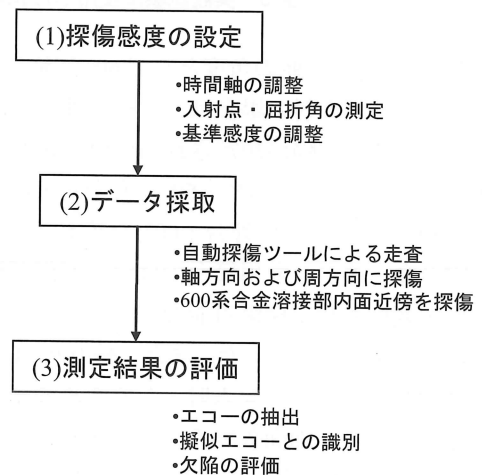 (1)探傷感度の設定
•時間軸の調整
•入射点・屈折角の測定
•基準感度の調整
(2)データ採取
•自動探傷ツールによる走査
•軸方向および周方向に探傷
•600系合金溶接部内面近傍を探傷
(3)測定結果の評価
•エコーの抽出
•擬似エコーとの識別
•欠陥の評価